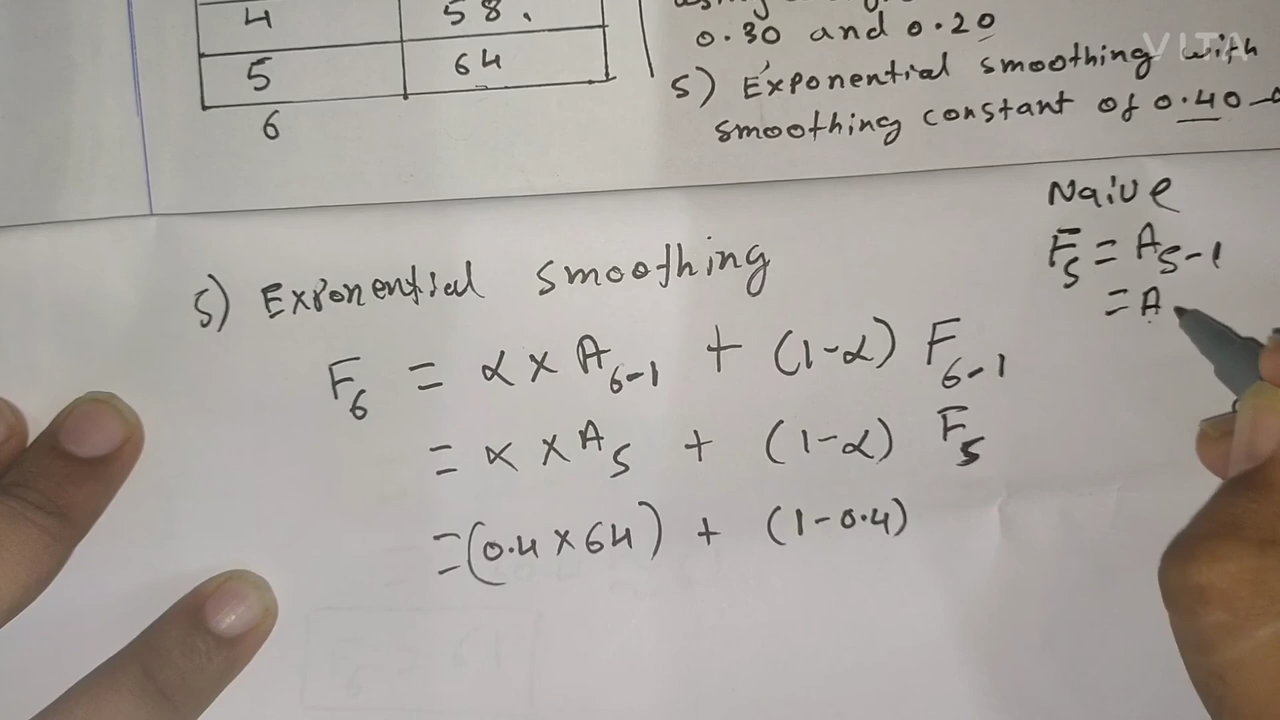 4 58.
5 64
6
0.30 and 0.20
5) Exponential smoothing with
smoothing constant of 0.40
VITA
Naive
F5 = A5-1
= A
5) Exponential smoothing
F6 = α × A6-1 + (1-α) F6-1
= α × A5 + (1-α) F5
= (0.4 × 64) + (1-0.4)